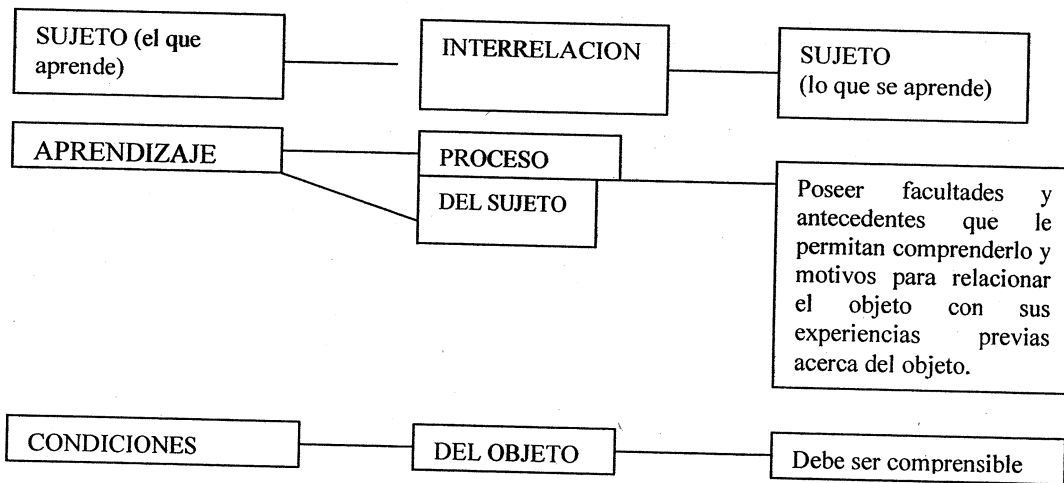 SUJETO (el que
aprende)
INTERRELACION
SUJETO
(lo que se aprende)
APRENDIZAJE
PROCESO
DEL SUJETO
Poseer facultades y
antecedentes que le
permitan comprenderlo y
motivos para relacionar
el objeto con sus
experiencias previas
acerca del objeto.
CONDICIONES
DEL OBJETO
Debe ser comprensible